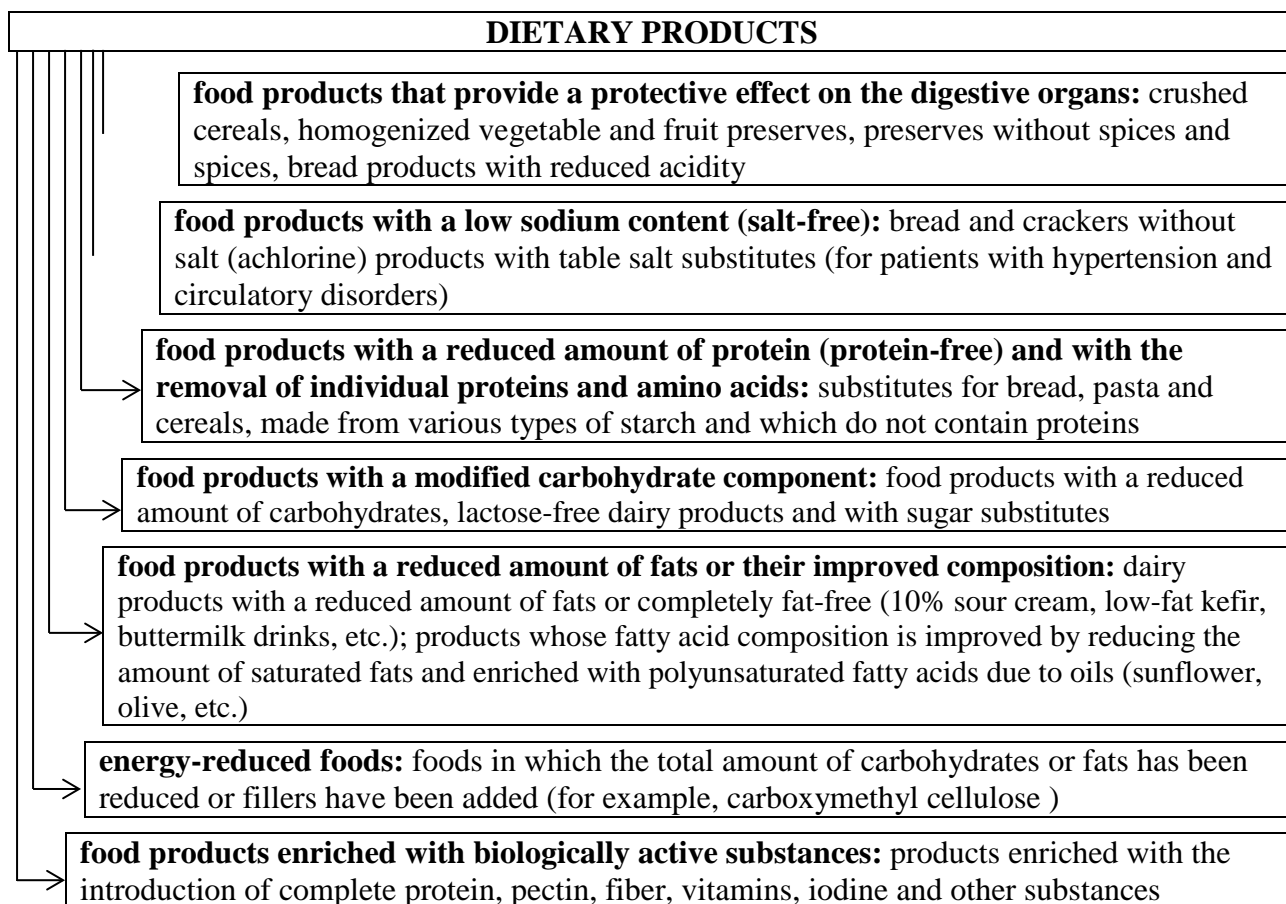 DIETARY PRODUCTS
food products that provide a protective effect on the digestive organs: crushed
cereals, homogenized vegetable and fruit preserves, preserves without spices and
spices, bread products with reduced acidity
food products with a low sodium content (salt-free): bread and crackers without
salt (achlorine) products with table salt substitutes (for patients with hypertension and
circulatory disorders)
food products with a reduced amount of protein (protein-free) and with the
removal of individual proteins and amino acids: substitutes for bread, pasta and
cereals, made from various types of starch and which do not contain proteins
food products with a modified carbohydrate component: food products with a reduced
amount of carbohydrates, lactose-free dairy products and with sugar substitutes
food products with a reduced amount of fats or their improved composition: dairy
products with a reduced amount of fats or completely fat-free (10% sour cream, low-fat kefir,
buttermilk drinks, etc.); products whose fatty acid composition is improved by reducing the
amount of saturated fats and enriched with polyunsaturated fatty acids due to oils (sunflower,
olive, etc.)
energy-reduced foods: foods in which the total amount of carbohydrates or fats has been
reduced or fillers have been added (for example, carboxymethyl cellulose )
food products enriched with biologically active substances: products enriched with the
introduction of complete protein, pectin, fiber, vitamins, iodine and other substances